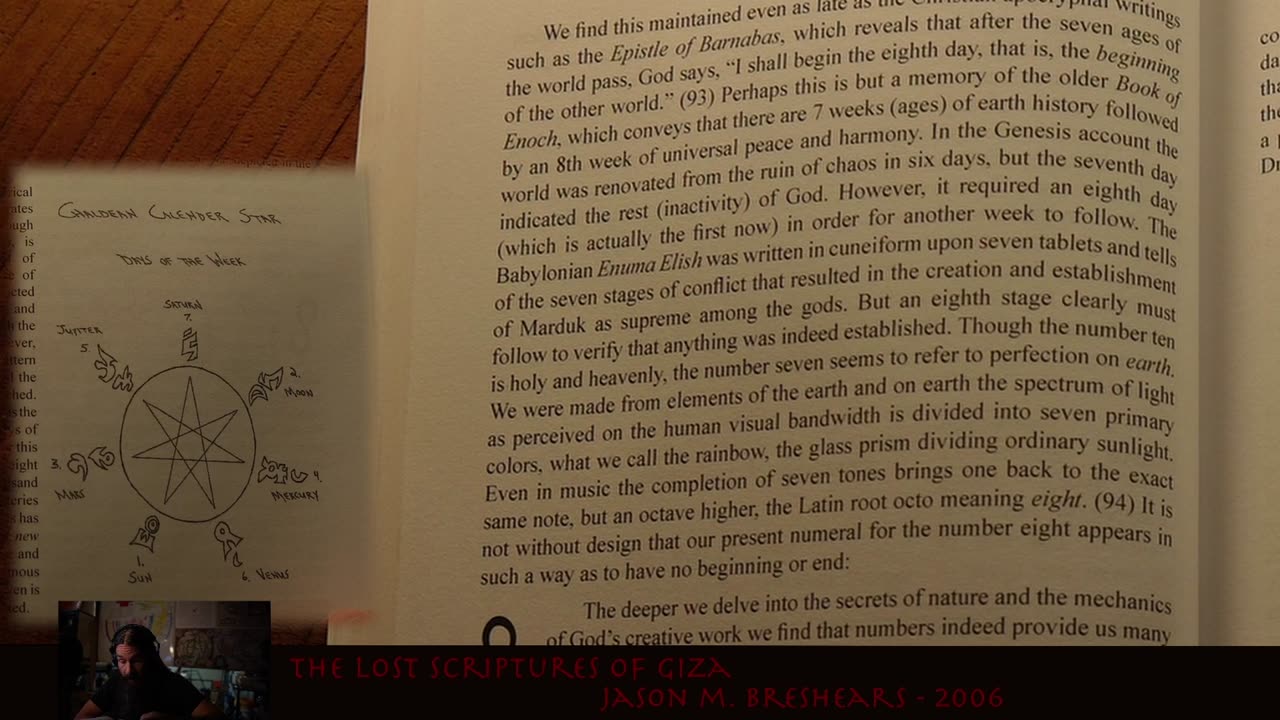 We find this maintained even as late as the Christian apocryphal writings
such as the Epistle of Barnabas, which reveals that after the seven ages of
the world pass, God says, “I shall begin the eighth day, that is, the beginning
of the other world.” (93) Perhaps this is but a memory of the older Book of
Enoch, which conveys that there are 7 weeks (ages) of earth history followed
by an 8th week of universal peace and harmony. In the Genesis account the
world was renovated from the ruin of chaos in six days, but the seventh day
indicated the rest (inactivity) of God. However, it required an eighth day
(which is actually the first now) in order for another week to follow. The
Babylonian Enuma Elish was written in cuneiform upon seven tablets and tells
of the seven stages of conflict that resulted in the creation and establishment
of Marduk as supreme among the gods. But an eighth stage clearly must
follow to verify that anything was indeed established. Though the number ten
is holy and heavenly, the number seven seems to refer to perfection on earth.
We were made from elements of the earth and on earth the spectrum of light
as perceived on the human visual bandwidth is divided into seven primary
colors, what we call the rainbow, the glass prism dividing ordinary sunlight.
Even in music the completion of seven tones brings one back to the exact
same note, but an octave higher, the Latin root octo meaning eight. (94) It is
not without design that our present numeral for the number eight appears in
such a way as to have no beginning or end:
The deeper we delve into the secrets of nature and the mechanics
of God’s creative work we find that numbers indeed provide us many
CHALDEAN CALENDER STAR
DAYS OF THE WEEK
SATURN
7.
JUPITER
5.
2.
MOON
3.
MARS
4.
MERCURY
1.
SUN
6. VENUS
THE LOST SCRIPTURES OF GIZA
JASON M. BRESHEARS - 2006